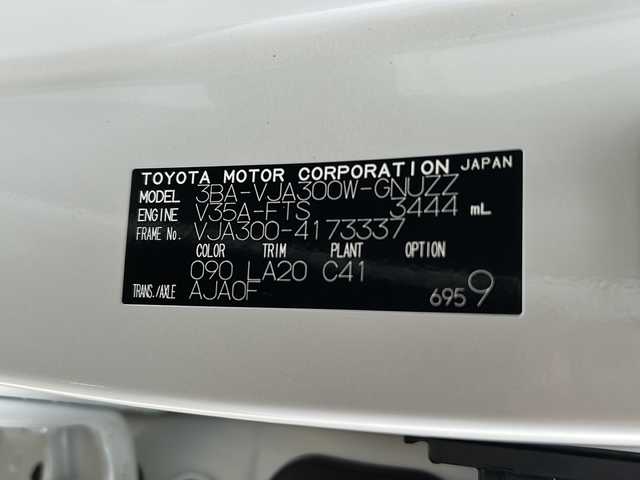 TOYOTA MOTOR CORPORATION JAPAN
MODEL 3BA-VJA300W-GNUZZ
ENGINE V35A-FTS 3444 mL
FRAME No. VJA300-4173337
COLOR TRIM PLANT OPTION
090 LA20 C41
TRANS./AXLE AJA0F 6959